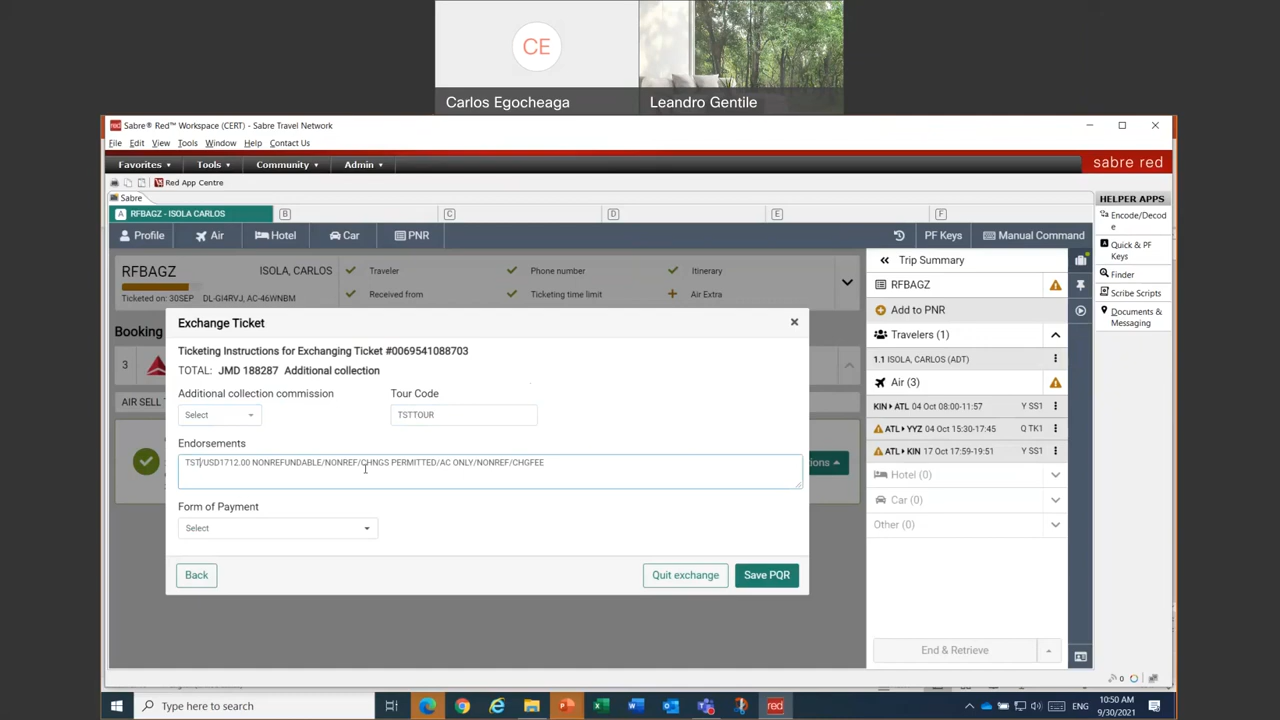 CE
Carlos Egocheaga
Leandro Gentile
red
Sabre® Red™ Workspace (CERT) - Sabre Travel Network
File Edit View Tools Window Help Contact Us
Favorites Tools Community Admin
sabre red
Red App Centre
Sabre
HELPER APPS
A RFBAGZ - ISOLA CARLOS B C D E F
Encode/Decod
e
Profile Air Hotel Car PNR PF Keys Manual Command
Quick & PF
Keys
Trip Summary
RFBAGZ ISOLA, CARLOS Traveler Phone number Itinerary
Finder
RFBAGZ
Ticketed on: 30SEP DL-GI4RVJ, AC-46WNBM Received from Ticketing time limit Air Extra
Scribe Scripts
Add to PNR
Documents &
Messaging
Booking
Exchange Ticket
Travelers (1)
Ticketing Instructions for Exchanging Ticket #0069541088703
1.1 ISOLA, CARLOS (ADT)
3
TOTAL: JMD 188287 Additional collection
Air (3)
AIR SELL T
Additional collection commission Tour Code
Select TSTTOUR
KIN ATL 04 Oct 08:00-11:57 Y SS1
ATL YYZ 04 Oct 15:30-17:45 Q TK1
Endorsements
ATL KIN 17 Oct 17:59-19:51 Y SS1
TST/USD1712.00 NONREFUNDABLE/NONREF/CHNGS PERMITTED/AC ONLY/NONREF/CHGFEE
ions
Hotel (0)
Car (0)
Form of Payment
Select
Other (0)
Back Quit exchange Save PQR
End & Retrieve
0
Type here to search
red
ENG
10:50 AM
9/30/2021